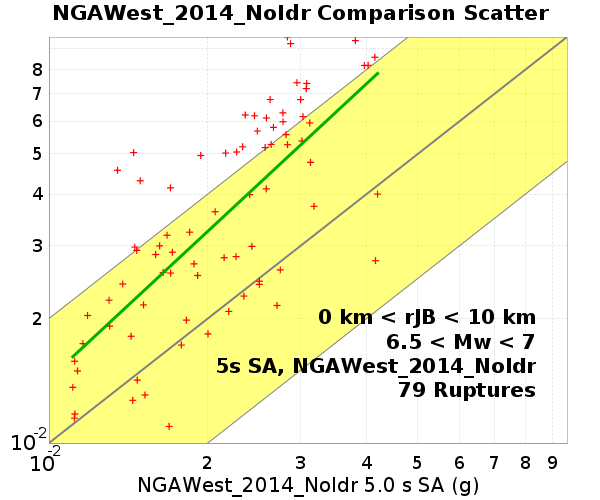 NGAWest_2014_NoIdr Comparison Scatter
8
7
6
5
4
3
2
10-2
0 km < rJB < 10 km
6.5 < Mw < 7
5s SA, NGAWest_2014_NoIdr
79 Ruptures
10-2 2 3 4 5 6 7 8 9
NGAWest_2014_NoIdr 5.0 s SA (g)